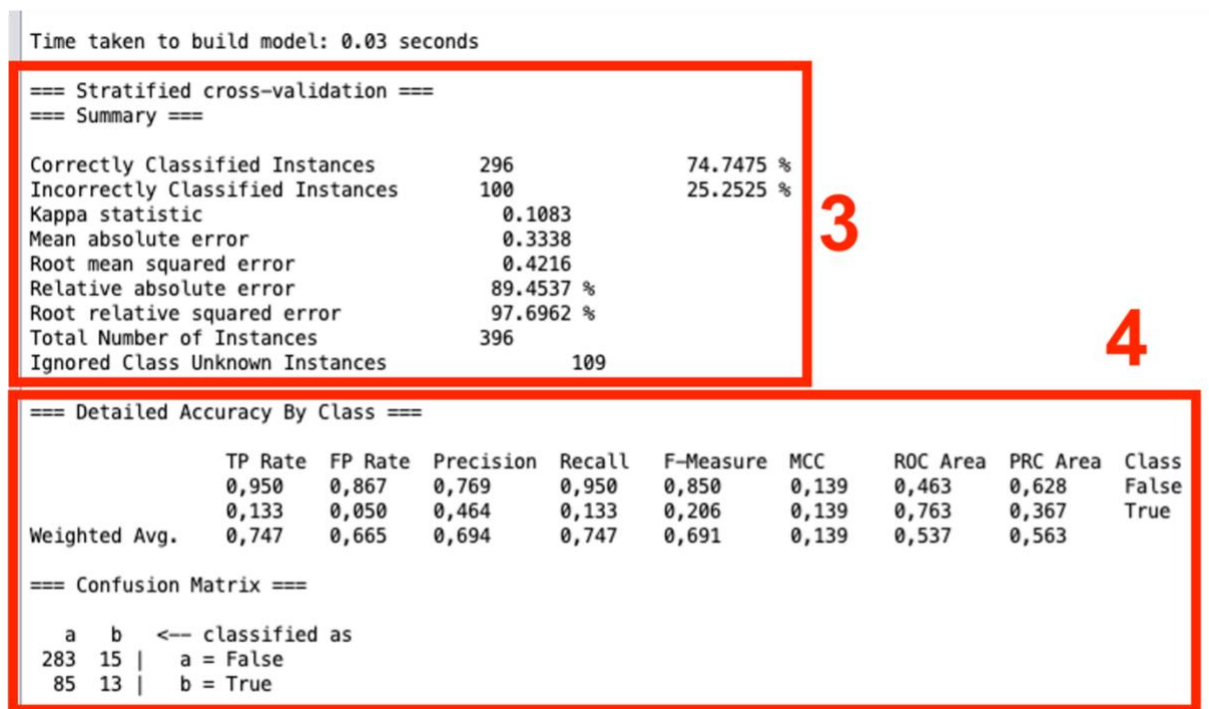 Time taken to build model: 0.03 seconds
=== Stratified cross-validation ===
=== Summary ===
Correctly Classified Instances 296 74.7475 %
Incorrectly Classified Instances 100 25.2525 %
Kappa statistic 0.1083
Mean absolute error 0.3338
Root mean squared error 0.4216
Relative absolute error 89.4537 %
Root relative squared error 97.6962 %
Total Number of Instances 396
Ignored Class Unknown Instances 109
3
4
=== Detailed Accuracy By Class ===
TP Rate FP Rate Precision Recall F-Measure MCC ROC Area PRC Area Class
0,950 0,867 0,769 0,950 0,850 0,139 0,463 0,628 False
0,133 0,050 0,464 0,133 0,206 0,139 0,763 0,367 True
Weighted Avg. 0,747 0,665 0,694 0,747 0,691 0,139 0,537 0,563
=== Confusion Matrix ===
a b <-- classified as
283 15 | a = False
85 13 | b = True